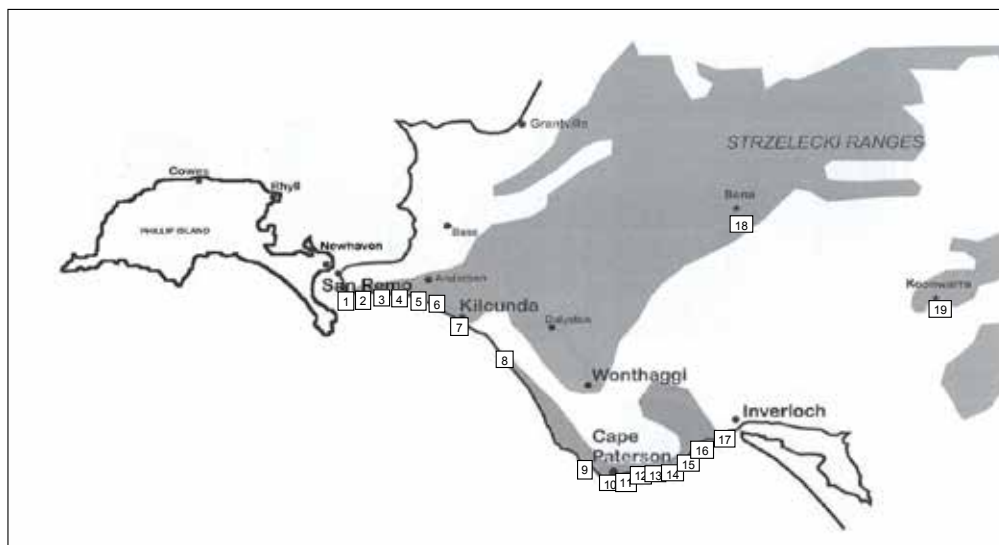 Grantville
STRZELECKI RANGES
Cowes
Rhyll
Bena
PHILLIP ISLAND
Bass
18
Newhaven
San Remo
Anderson
Koonwarra
1
2
3
4
5
6
Kilcunda
19
7
Dalyston
8
Wonthaggi
Inverloch
Cape
Paterson
17
16
15
9
10
11
12
13
14